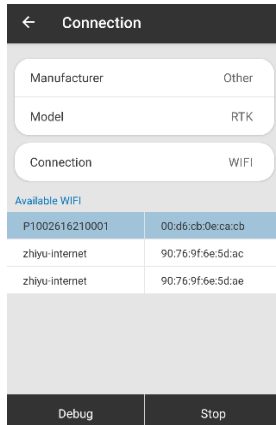 Connection
Manufacturer Other
Model RTK
Connection WIFI
Available WIFI
P1002616210001 00:d6:cb:0e:ca:cb
zhiyu-internet 90:76:9f:6e:5d:ac
zhiyu-internet 90:76:9f:6e:5d:ae
Debug Stop